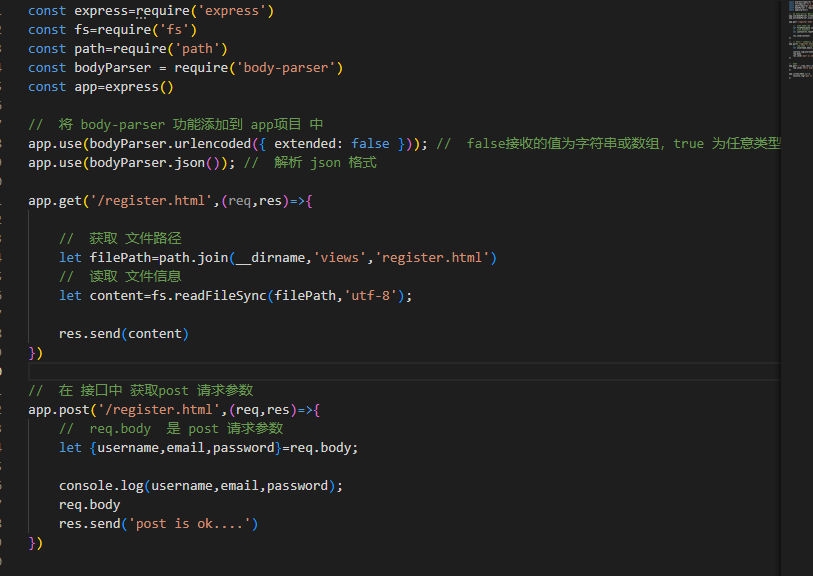 const express=require('express')
const fs=require('fs')
const path=require('path')
const bodyParser = require('body-parser')
const app=express()
//  将 body-parser 功能添加到 app项目 中
app.use(bodyParser.urlencoded({ extended: false })); //  false接收的值为字符串或数组，true 为任意类型
app.use(bodyParser.json()); //  解析 json 格式
app.get('/register.html',(req,res)=>{
//  获取 文件路径
let filePath=path.join(__dirname,'views','register.html')
//  读取 文件信息
let content=fs.readFileSync(filePath,'utf-8');
res.send(content)
})
//  在 接口中 获取post 请求参数
app.post('/register.html',(req,res)=>{
//  req.body  是 post 请求参数
let {username,email,password}=req.body;
console.log(username,email,password);
req.body
res.send('post is ok....')
})